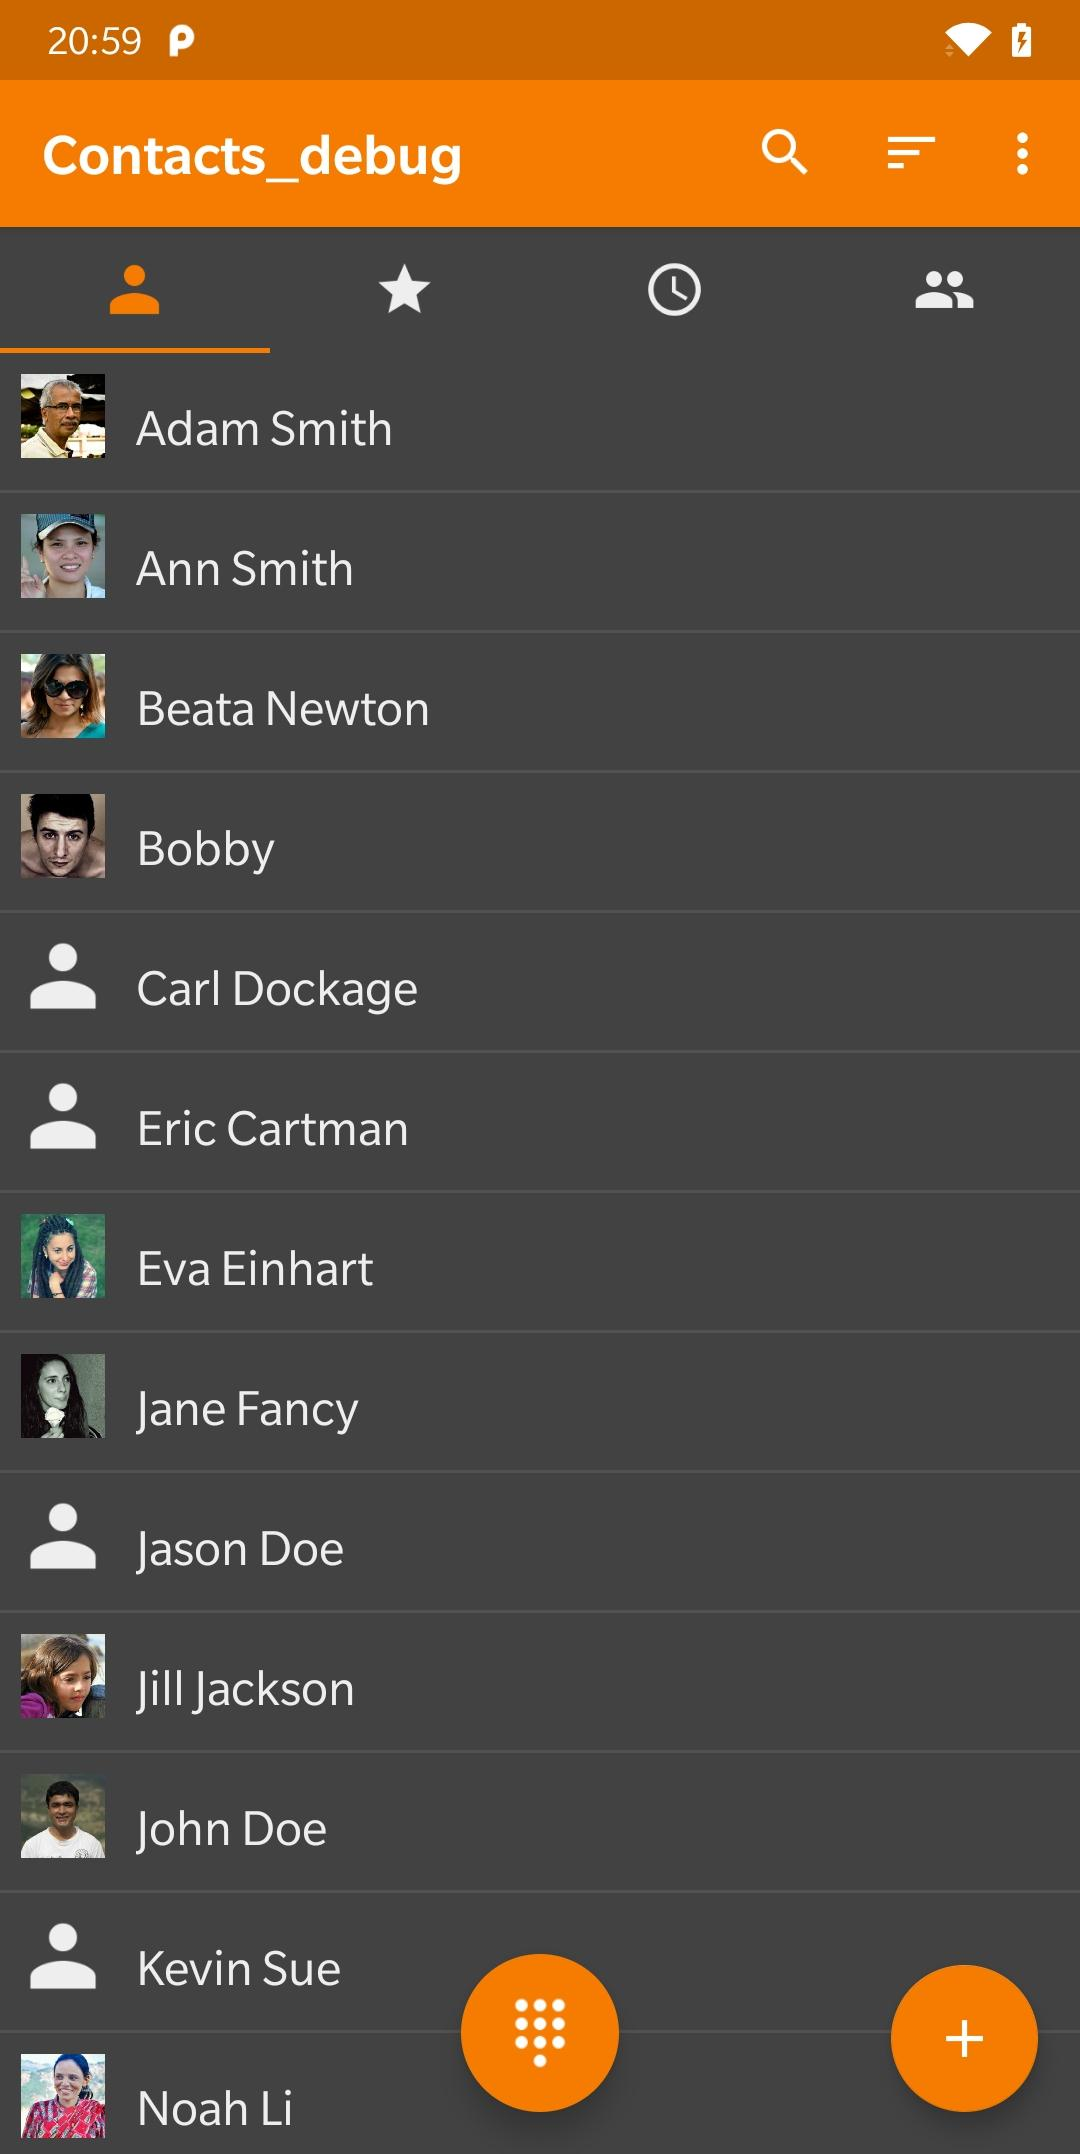 20:59
Contacts_debug
Adam Smith
Ann Smith
Beata Newton
Bobby
Carl Dockage
Eric Cartman
Eva Einhart
Jane Fancy
Jason Doe
Jill Jackson
John Doe
Kevin Sue
Noah Li